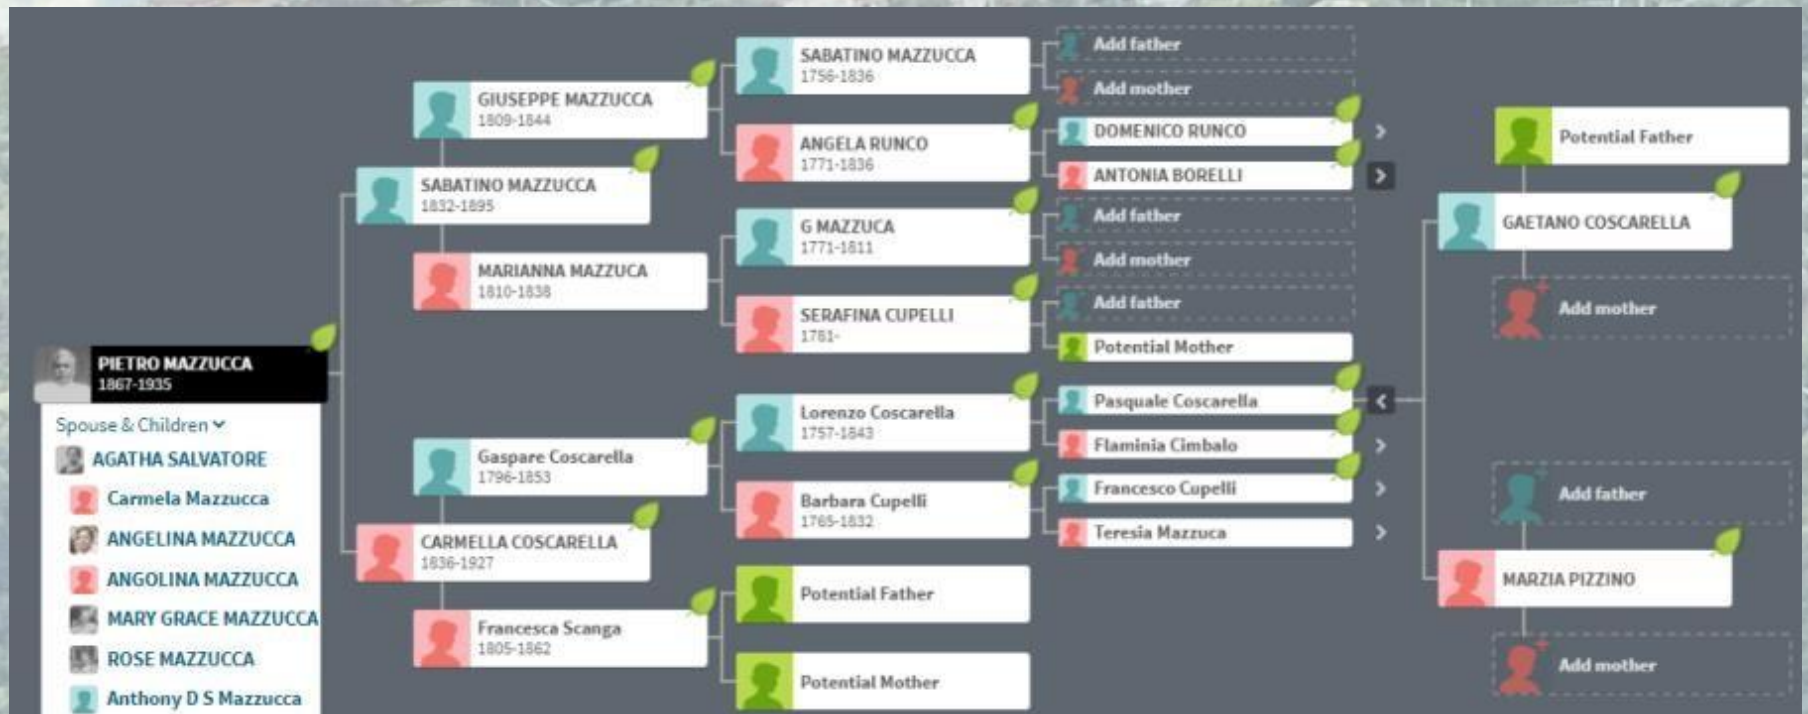 SABATINO MAZZUCCA
1756-1836
Add father
Add mother
GIUSEPPE MAZZUCCA
1809-1844
ANGELA RUNCO
1771-1836
DOMENICO RUNCO
ANTONIA BORELLI
SABATINO MAZZUCCA
1832-1895
G MAZZUCA
1771-1811
Add father
Add mother
MARIANNA MAZZUCA
1810-1838
SERAFINA CUPELLI
1781-
Add father
Potential Mother
PIETRO MAZZUCCA
1867-1935
Spouse & Children
AGATHA SALVATORE
Carmela Mazzucca
ANGELINA MAZZUCCA
ANGOLINA MAZZUCCA
MARY GRACE MAZZUCCA
ROSE MAZZUCCA
Anthony D S Mazzucca
Gaspare Coscarella
1796-1853
Lorenzo Coscarella
1757-1843
Pasquale Coscarella
Flaminia Cimbalo
Barbara Cupelli
1765-1832
Francesco Cupelli
Teresia Mazzuca
CARMELLA COSCARELLA
1836-1927
Francesca Scanga
1805-1862
Potential Father
Potential Mother
Potential Father
GAETANO COSCARELLA
Add mother
Add father
MARZIA PIZZINO
Add mother